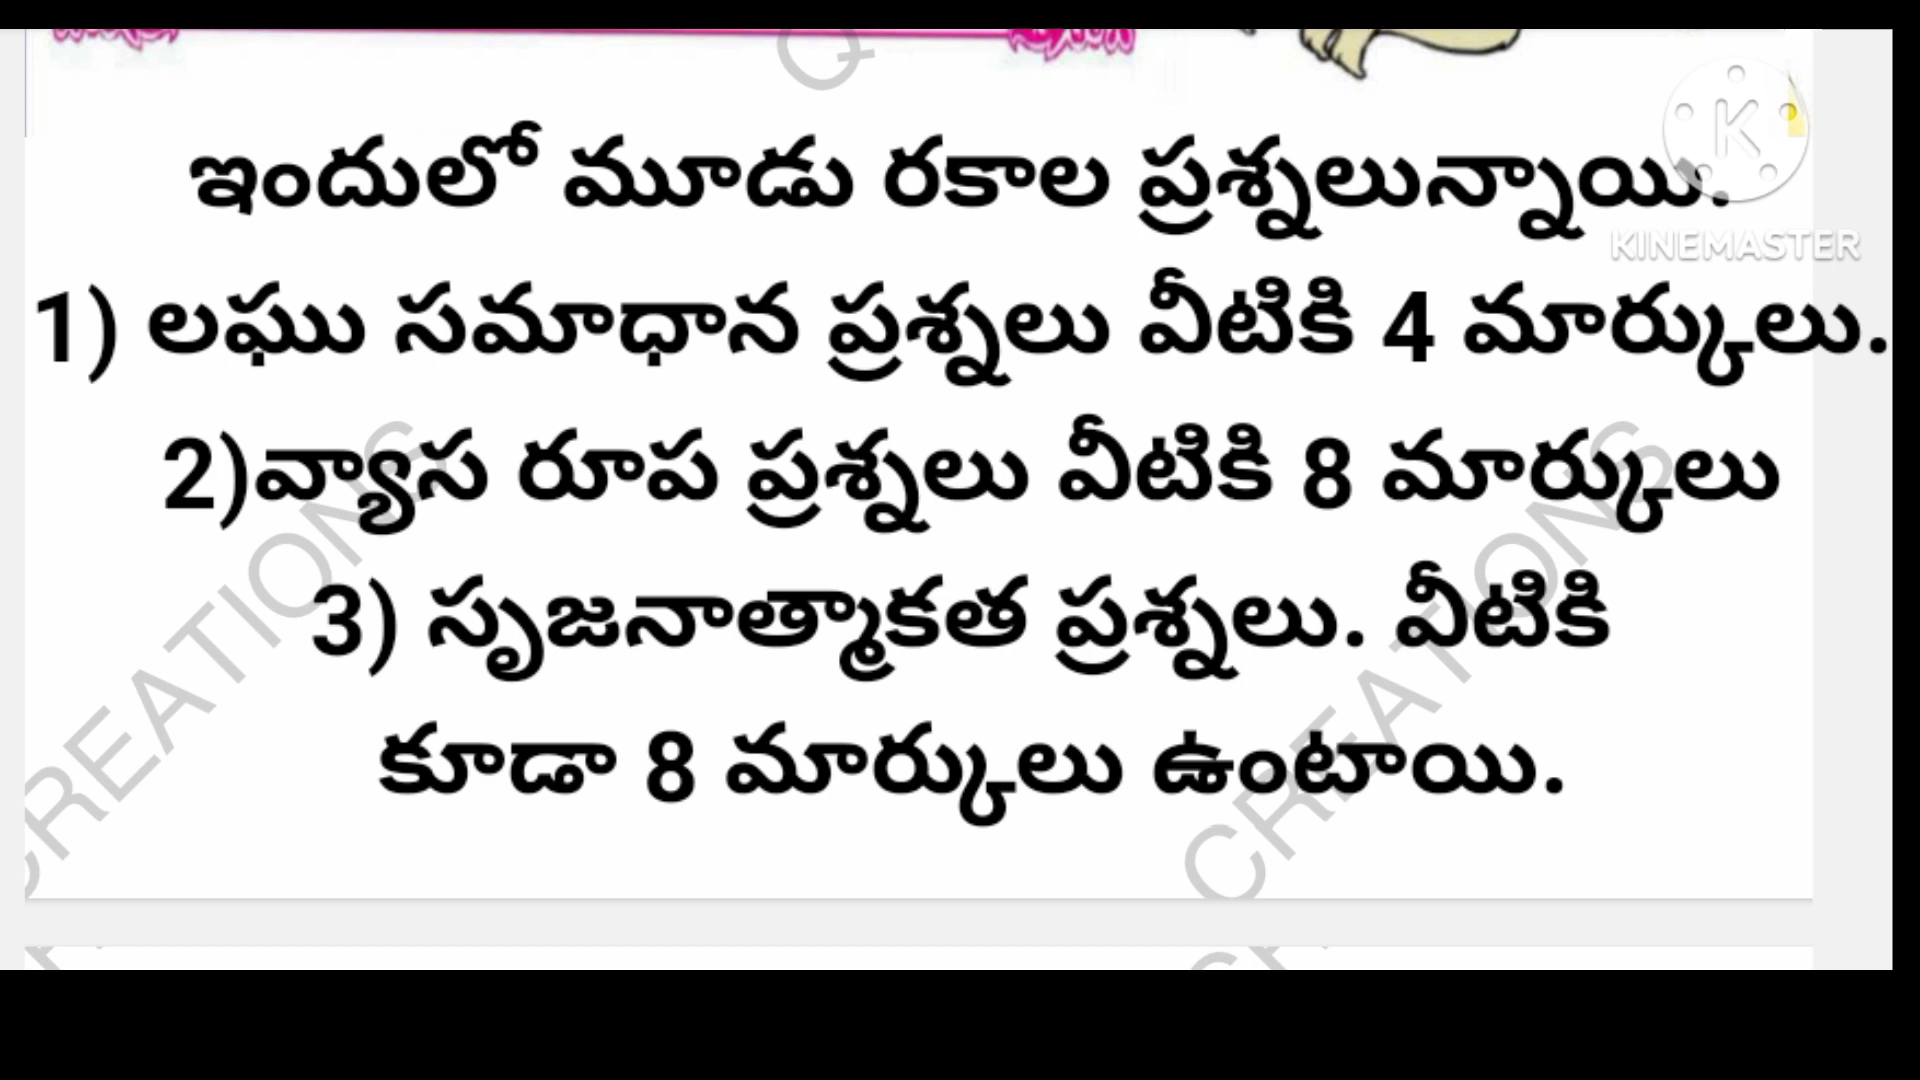 ఇందులో మూడు రకాల ప్రశ్నలున్నాయి.
KINEMASTER
1) లఘు సమాధాన ప్రశ్నలు వీటికి 4 మార్కులు.
2)వ్యాస రూప ప్రశ్నలు వీటికి 8 మార్కులు
3) సృజనాత్మాకత ప్రశ్నలు. వీటికి
కూడా 8 మార్కులు ఉంటాయి.
CREATIONS
CREATIONS